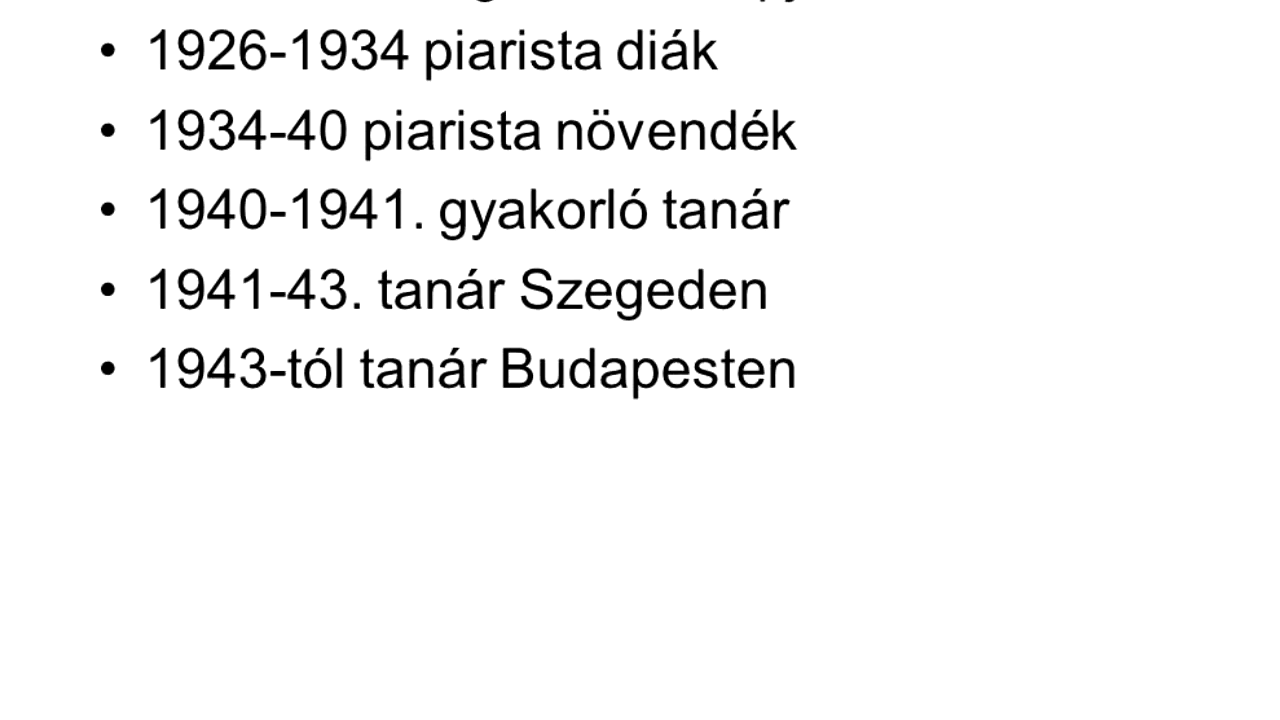 • 1926-1934 piarista diák
• 1934-40 piarista növendék
• 1940-1941. gyakorló tanár
• 1941-43. tanár Szegeden
• 1943-tól tanár Budapesten